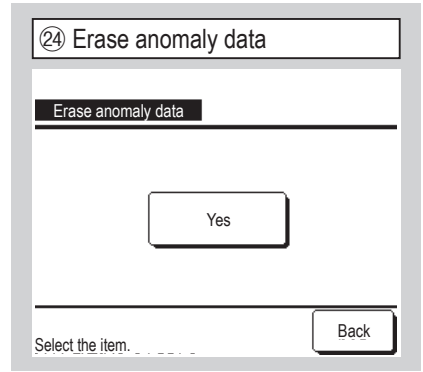 ㉔ Erase anomaly data
Erase anomaly data
Yes
Select the item.
Back